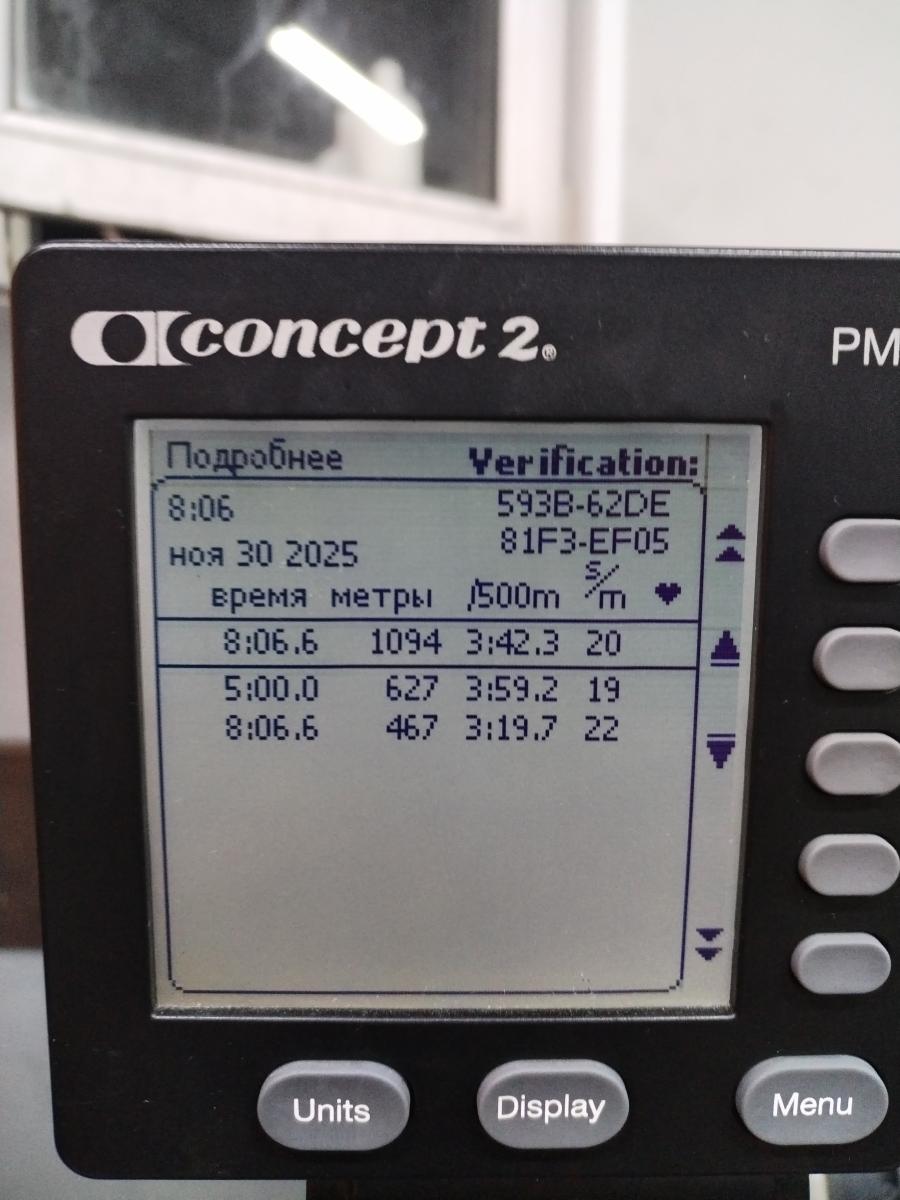 concept 2®
PM
Подробнее Verification:
8:06 593B-62DE
ноя 30 2025 81F3-EF05
время метры /500m s/m ♥
8:06.6 1094 3:42.3 20
5:00.0 627 3:59.2 19
8:06.6 467 3:19.7 22
Units Display Menu